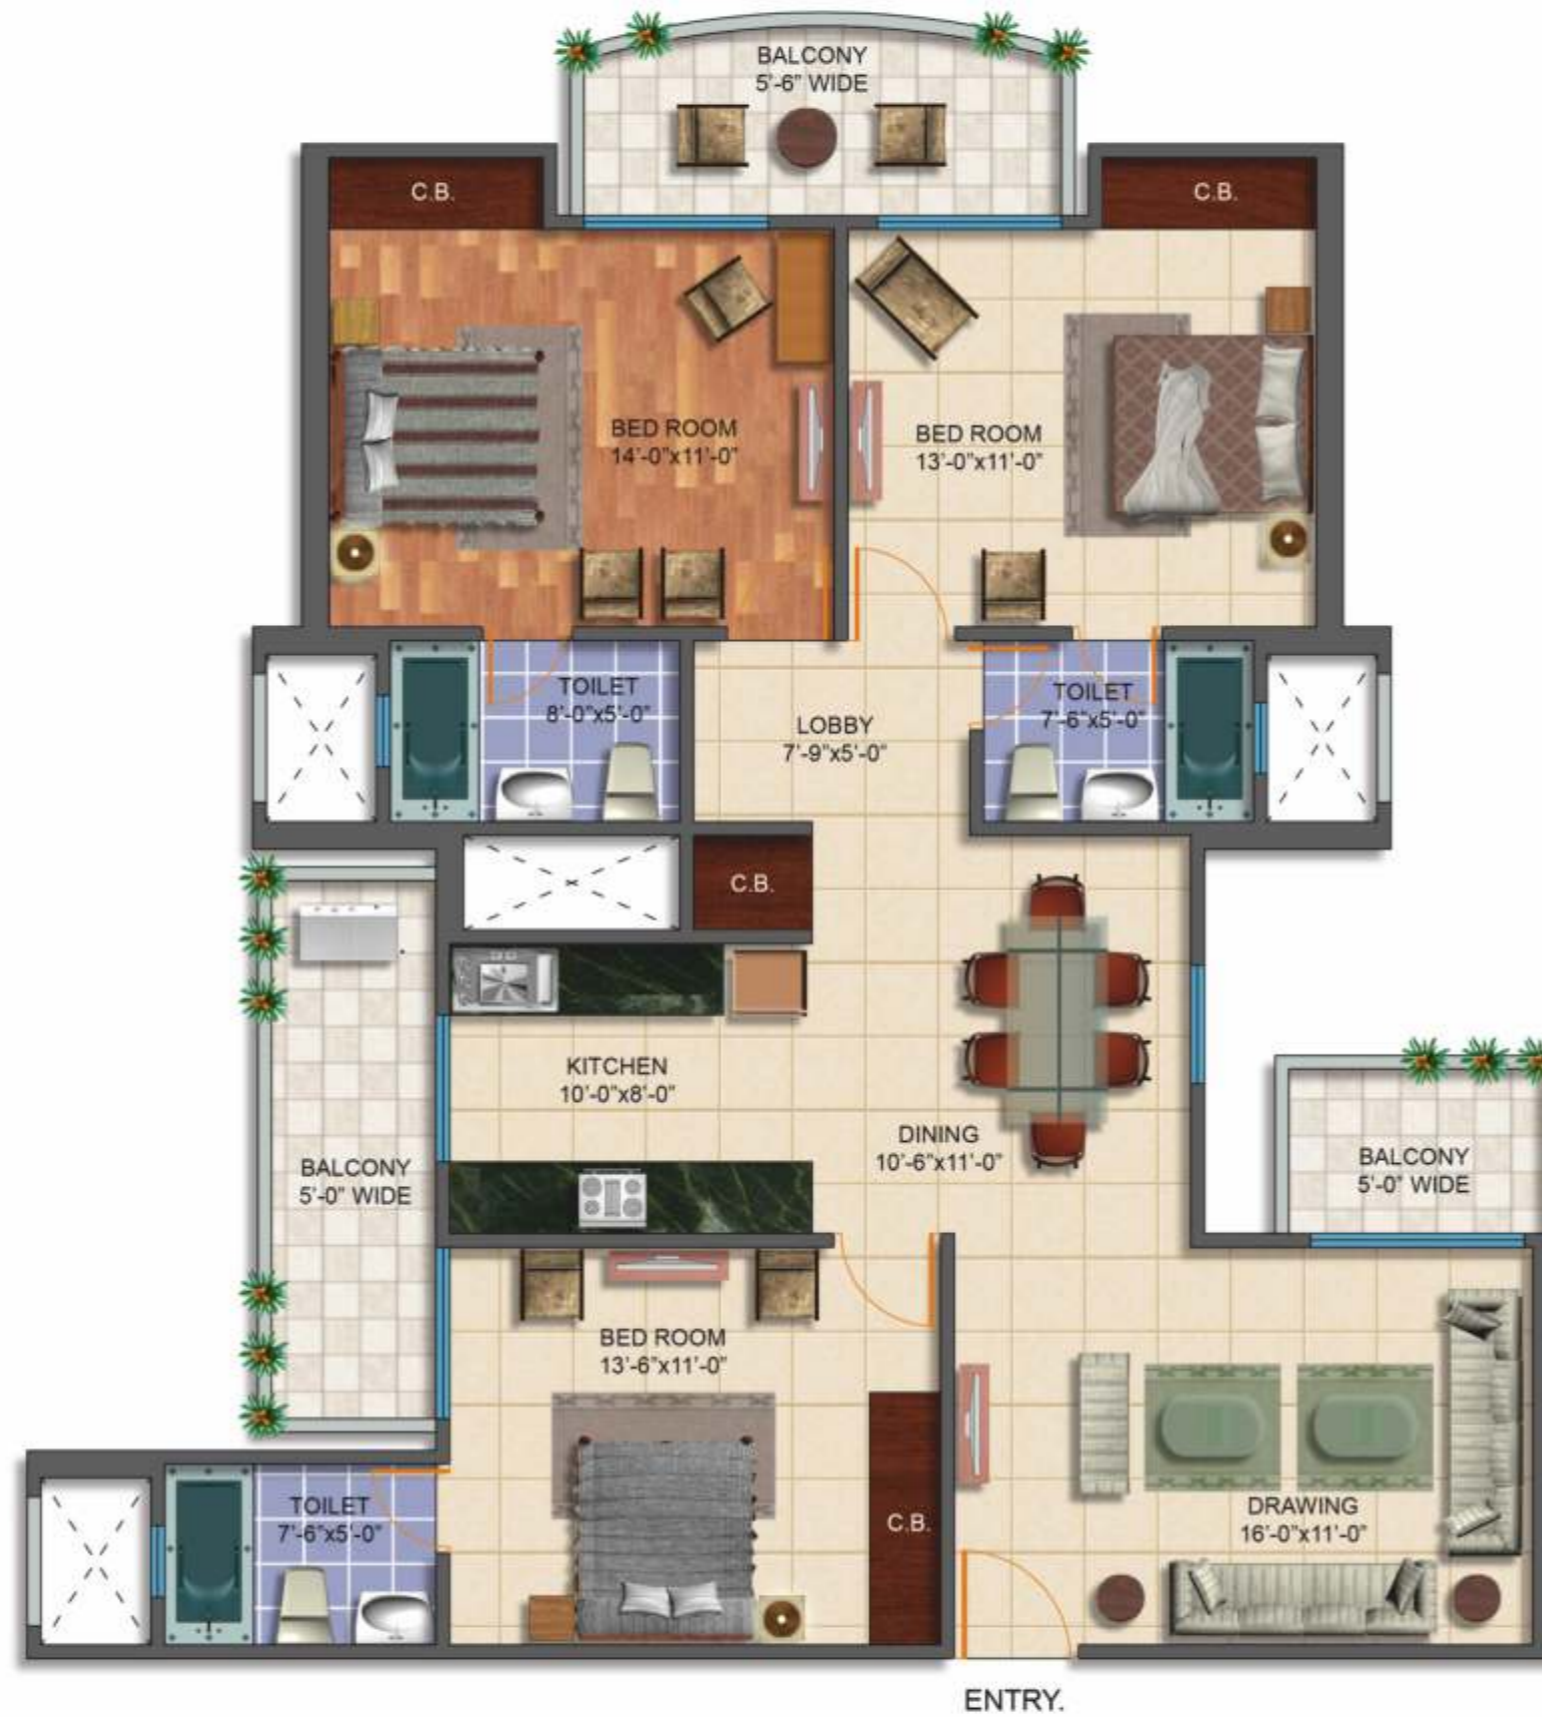 BALCONY
5'-6" WIDE
C.B.
C.B.
BED ROOM
14'-0"x11'-0"
BED ROOM
13'-0"x11'-0"
TOILET
8'-0"x5'-0"
LOBBY
7'-9"x5'-0"
TOILET
7'-6"x5'-0"
C.B.
KITCHEN
10'-0"x8'-0"
DINING
10'-6"x11'-0"
BALCONY
5'-0" WIDE
BALCONY
5'-0" WIDE
BED ROOM
13'-6"x11'-0"
TOILET
7'-6"x5'-0"
C.B.
DRAWING
16'-0"x11'-0"
ENTRY.